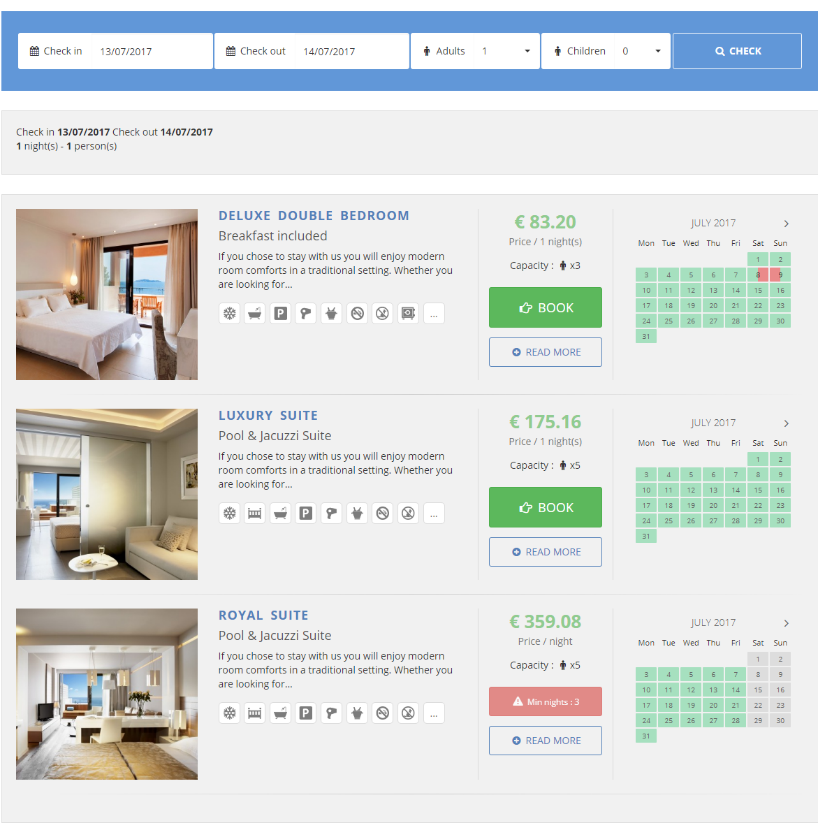 Check in 13/07/2017 Check out 14/07/2017 Adults 1 Children 0 CHECK
Check in 13/07/2017 Check out 14/07/2017
1 night(s) - 1 person(s)
DELUXE DOUBLE BEDROOM
Breakfast included
If you chose to stay with us you will enjoy modern
room comforts in a traditional setting. Whether you
are looking for...
P
...
€ 83.20
Price / 1 night(s)
Capacity : x3
BOOK
READ MORE
JULY 2017
Mon Tue Wed Thu Fri Sat Sun
1 2
3 4 5 6 7 8 9
10 11 12 13 14 15 16
17 18 19 20 21 22 23
24 25 26 27 28 29 30
31
LUXURY SUITE
Pool & Jacuzzi Suite
If you chose to stay with us you will enjoy modern
room comforts in a traditional setting. Whether you
are looking for...
P
...
€ 175.16
Price / 1 night(s)
Capacity : x5
BOOK
READ MORE
JULY 2017
Mon Tue Wed Thu Fri Sat Sun
1 2
3 4 5 6 7 8 9
10 11 12 13 14 15 16
17 18 19 20 21 22 23
24 25 26 27 28 29 30
31
ROYAL SUITE
Pool & Jacuzzi Suite
If you chose to stay with us you will enjoy modern
room comforts in a traditional setting. Whether you
are looking for...
P
...
€ 359.08
Price / night
Capacity : x5
Min nights : 3
READ MORE
JULY 2017
Mon Tue Wed Thu Fri Sat Sun
1 2
3 4 5 6 7 8 9
10 11 12 13 14 15 16
17 18 19 20 21 22 23
24 25 26 27 28 29 30
31